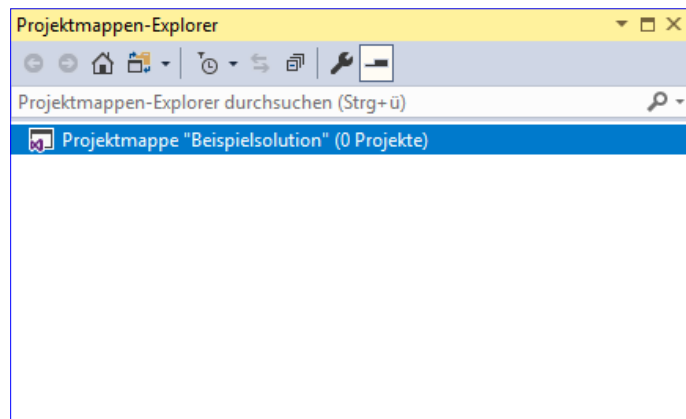 Projektmappen-Explorer
Projektmappen-Explorer durchsuchen (Strg+ü)
Projektmappe "Beispielsolution" (0 Projekte)